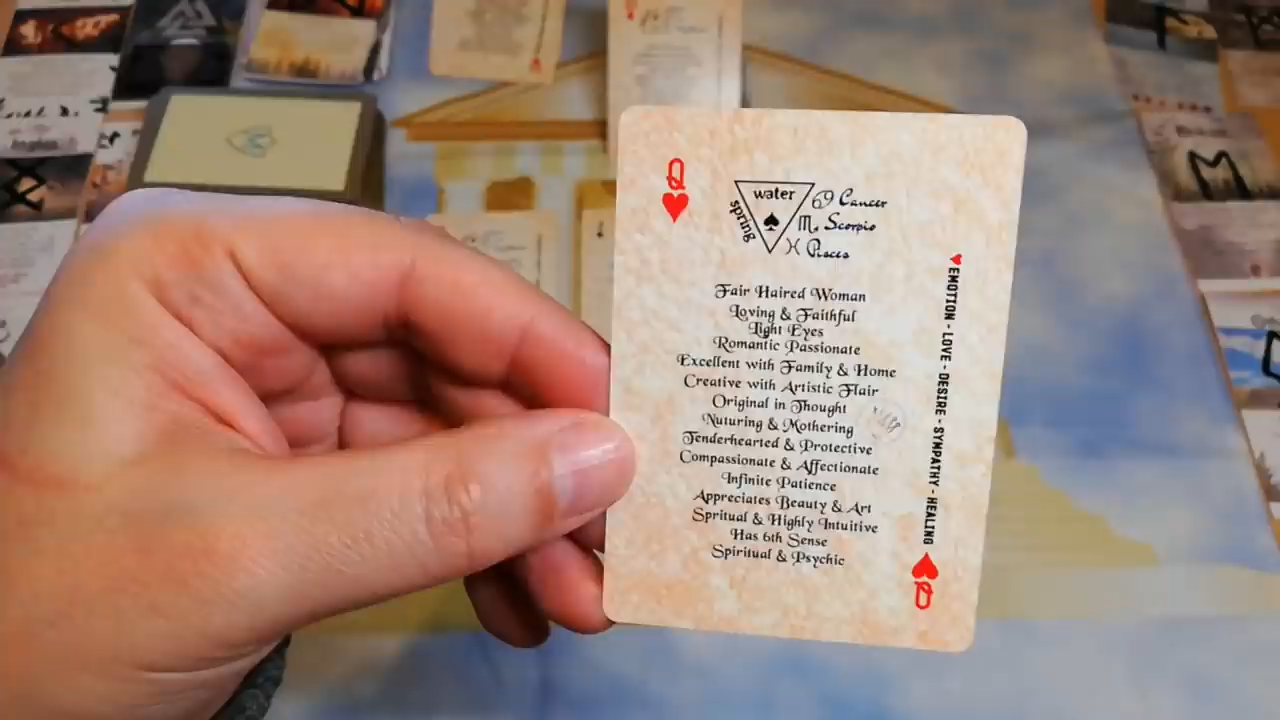 Q
water
spring
Cancer
Scorpio
Pisces
Fair Haired Woman
Loving & Faithful
Light Eyes
Romantic Passionate
Excellent with Family & Home
Creative with Artistic Flair
Original in Thought
Nuturing & Mothering
Tenderhearted & Protective
Compassionate & Affectionate
Infinite Patience
Appreciates Beauty & Art
Spritual & Highly Intuitive
Has 6th Sense
Spiritual & Psychic
EMOTION - LOVE - DESIRE - SYMPATHY - HEALING
Q